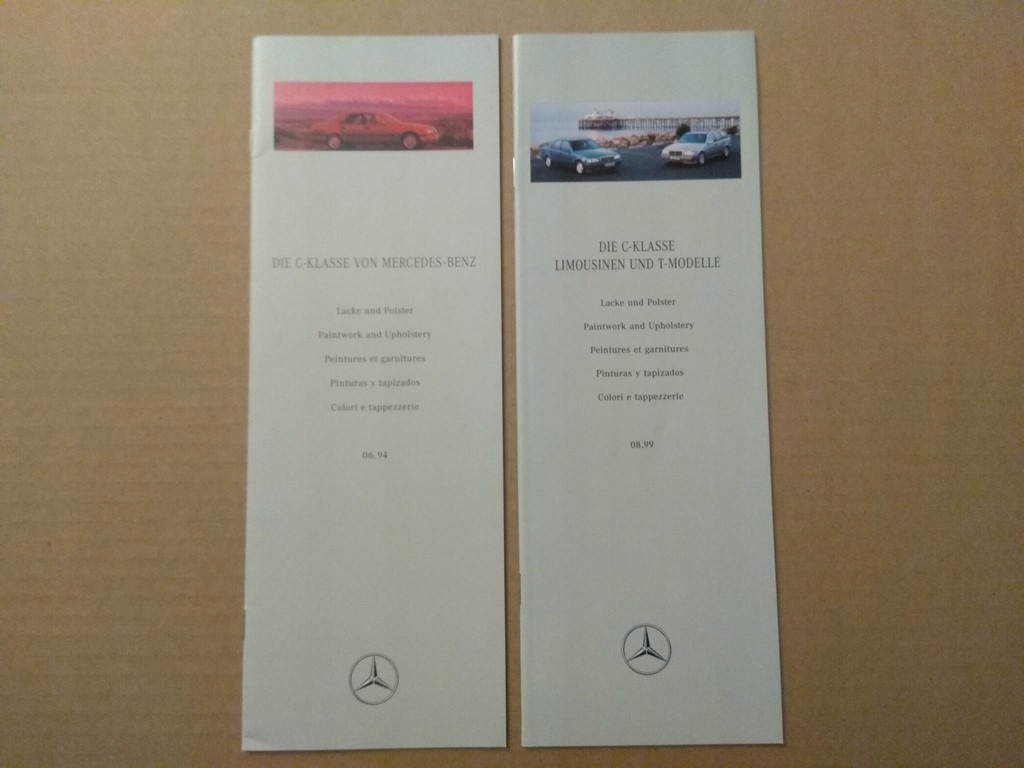 DIE C-KLASSE VON MERCEDES-BENZ
Lacke und Polster
Paintwork and Upholstery
Peintures et garnitures
Pinturas y tapizados
Colori e tappezzerie
06.94
DIE C-KLASSE
LIMOUSINEN UND T-MODELLE
Lacke und Polster
Paintwork and Upholstery
Peintures et garnitures
Pinturas y tapizados
Colori e tappezzerie
08.99